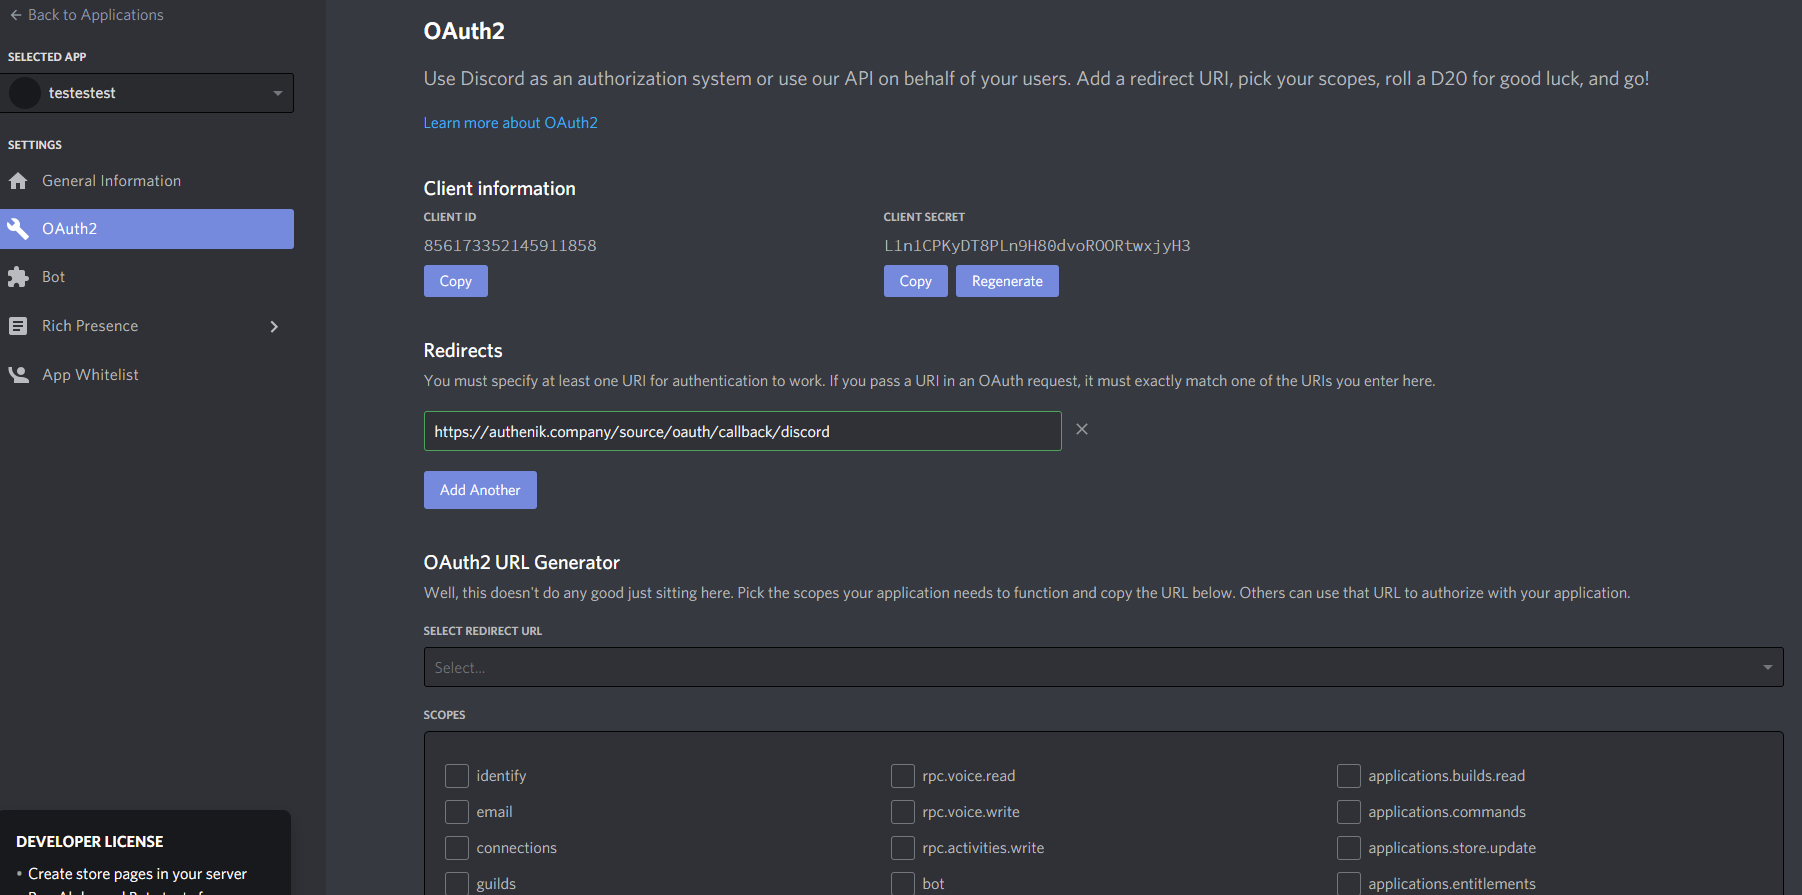 Back to Applications
SELECTED APP
testestest
SETTINGS
General Information
OAuth2
Bot
Rich Presence
App Whitelist
DEVELOPER LICENSE
• Create store pages in your server
OAuth2
Use Discord as an authorization system or use our API on behalf of your users. Add a redirect URI, pick your scopes, roll a D20 for good luck, and go!
Learn more about OAuth2
Client information
CLIENT ID
856173352145911858
Copy
CLIENT SECRET
L1n1CPKyDT8PLn9H80dvoROORtwxjyH3
Copy Regenerate
Redirects
You must specify at least one URI for authentication to work. If you pass a URI in an OAuth request, it must exactly match one of the URIs you enter here.
https://authenik.company/source/oauth/callback/discord
Add Another
OAuth2 URL Generator
Well, this doesn't do any good just sitting here. Pick the scopes your application needs to function and copy the URL below. Others can use that URL to authorize with your application.
SELECT REDIRECT URL
Select...
SCOPES
identify
email
connections
guilds
rpc.voice.read
rpc.voice.write
rpc.activities.write
bot
applications.builds.read
applications.commands
applications.store.update
applications.entitlements